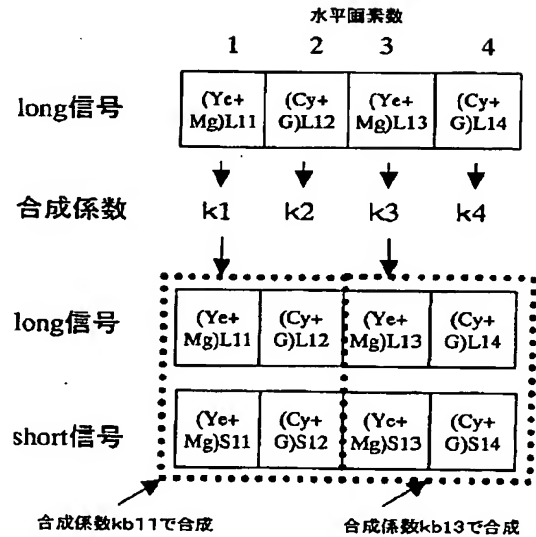 水平画素数
1 2 3 4
long信号
(Ye+ (Cy+ (Ye+ (Cy+
Mg)L11 G)L12 Mg)L13 G)L14
合成係数 k1 k2 k3 k4
long信号
(Ye+ (Cy+ (Ye+ (Cy+
Mg)L11 G)L12 Mg)L13 G)L14
short信号
(Ye+ (Cy+ (Ye+ (Cy+
Mg)S11 G)S12 Mg)S13 G)S14
合成係数kb11で合成 合成係数kb13で合成